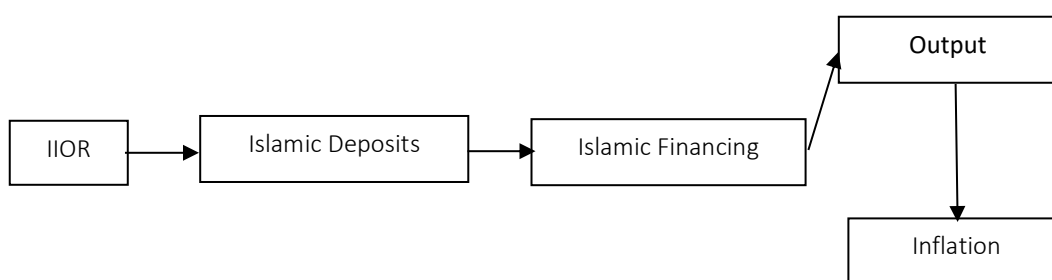 Output
IIOR
Islamic Deposits
Islamic Financing
Inflation